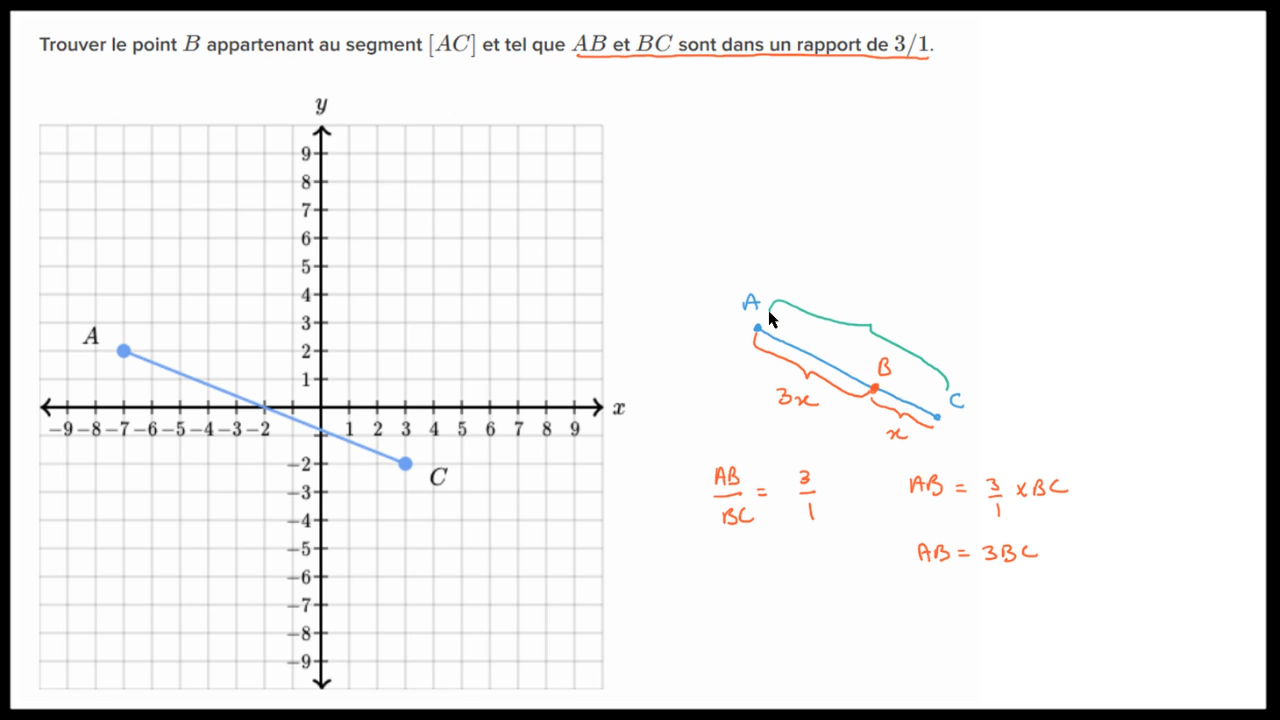 Trouver le point B appartenant au segment [AC] et tel que AB et BC sont dans un rapport de 3/1.
y
9
8
7
6
5
4
3
2
1
A
x
−9 −8 −7 −6 −5 −4 −3 −2 1 2 3 4 5 6 7 8 9
−2
−3
−4
−5
−6
−7
−8
−9
C
A
B
C
3x
x
AB/BC = 3/1
AB = 3/1 × BC
AB = 3BC